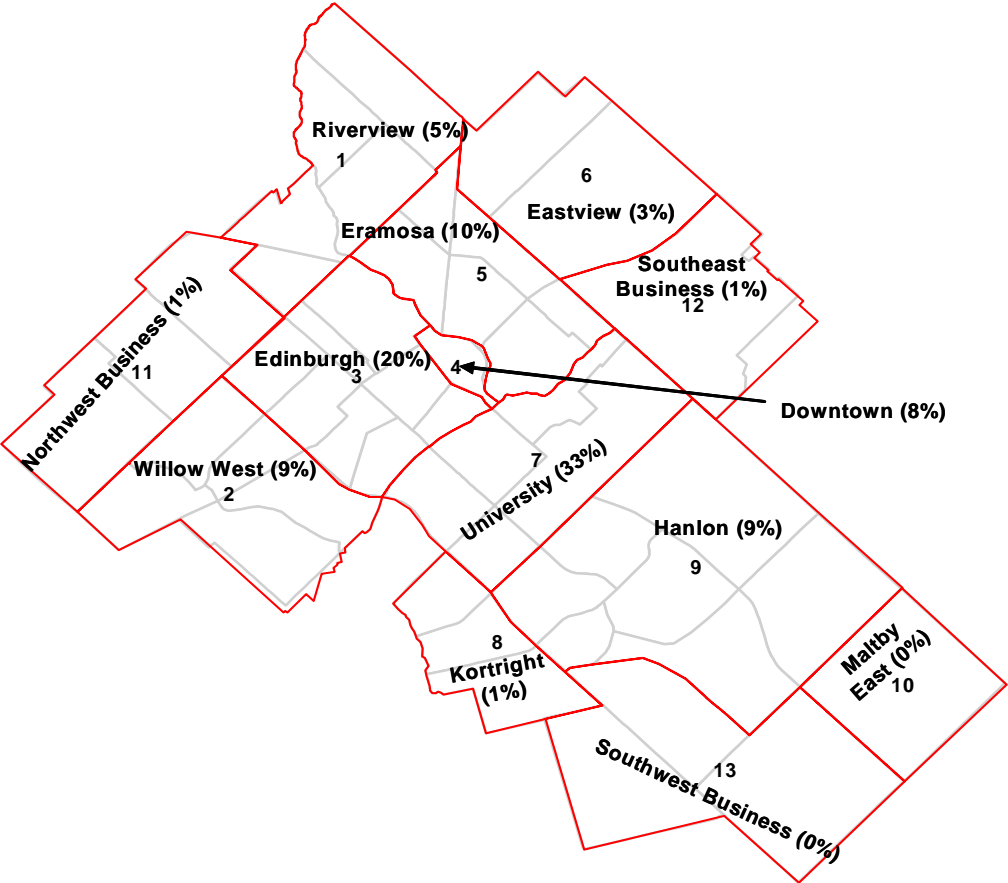 Riverview (5%)
1
6
Eastview (3%)
Eramosa (10%)
5
Southeast
Business (1%)
12
Northwest Business (1%)
11
Edinburgh (20%)
3
4
Downtown (8%)
Willow West (9%)
2
7
University (33%)
Hanlon (9%)
9
8
Kortright
(1%)
Maltby
East (0%)
10
13
Southwest Business (0%)